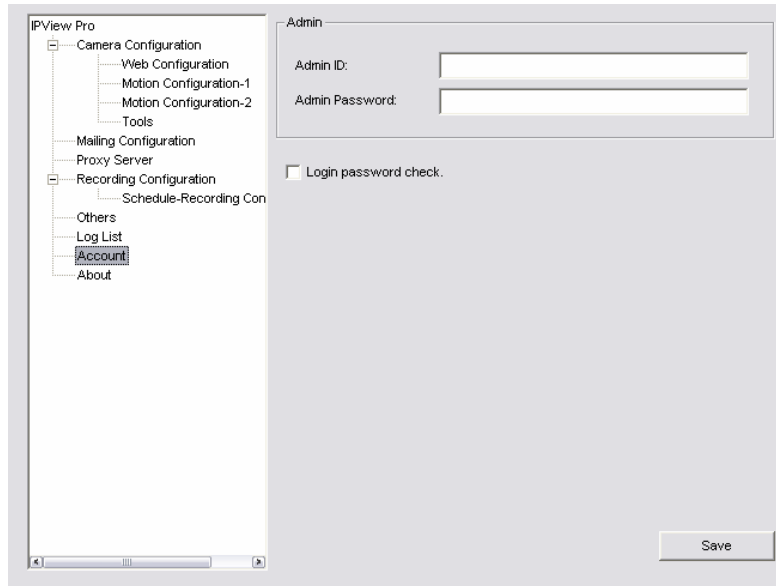 IPView Pro
Camera Configuration
Web Configuration
Motion Configuration-1
Motion Configuration-2
Tools
Mailing Configuration
Proxy Server
Recording Configuration
Schedule-Recording Con
Others
Log List
Account
About
Admin
Admin ID:
Admin Password:
Login password check.
Save